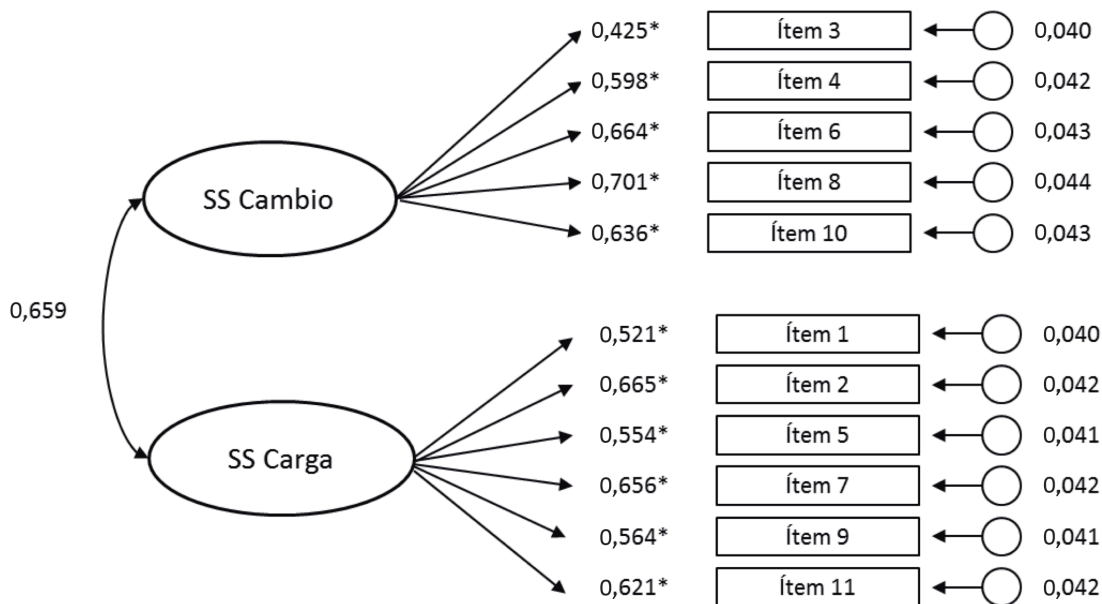 0,425* Ítem 3 0,040
0,598* Ítem 4 0,042
0,664* Ítem 6 0,043
0,701* Ítem 8 0,044
0,636* Ítem 10 0,043
SS Cambio
0,659
0,521* Ítem 1 0,040
0,665* Ítem 2 0,042
0,554* Ítem 5 0,041
0,656* Ítem 7 0,042
0,564* Ítem 9 0,041
0,621* Ítem 11 0,042
SS Carga